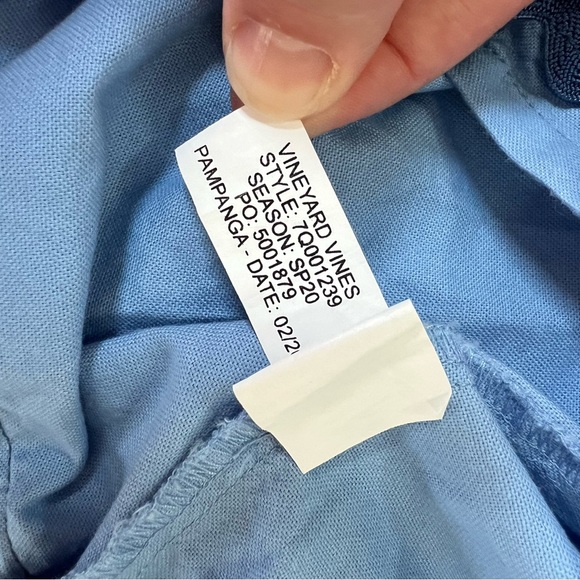 VINEYARD VINES
STYLE: 7Q001239
SEASON: SP20
PO: 5001879
PAMPANGA - DATE: 02/2